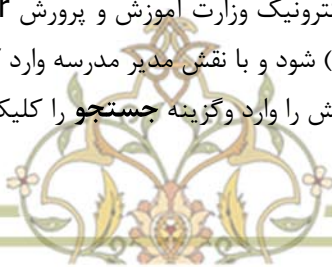 ترونیک وزارت آموزش و پرورش
) شود و با نقش مدیر مدرسه وارد
ش را وارد وگزینه جستجو را کلیک